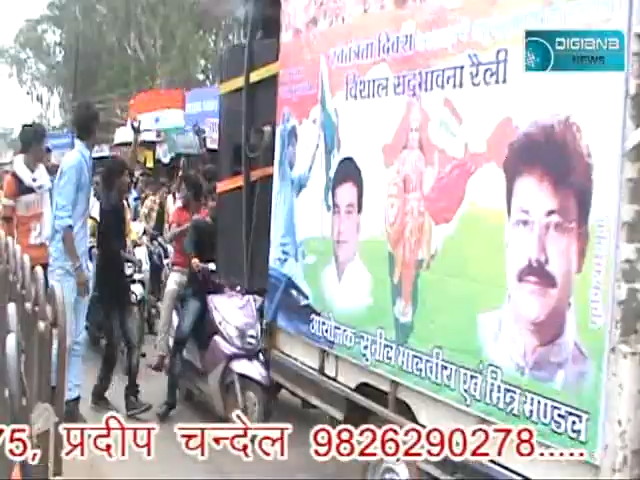 स्वतंत्रता दिवस
DIGIANA
NEWS
विशाल सद्भावना रैली
आयोजक-सुनील मालवीय एवं मित्र मण्डल
75, प्रदीप चन्देल 9826290278.....